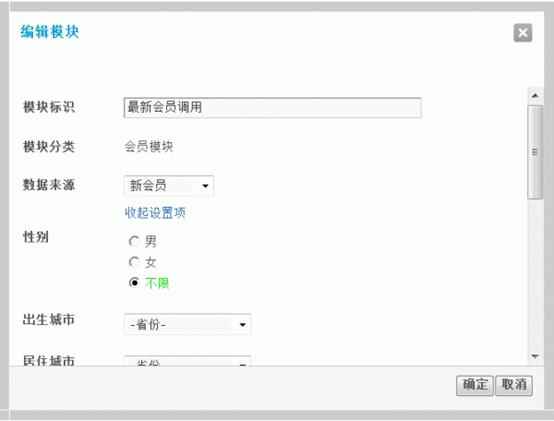 编辑模块
模块标识 最新会员调用
模块分类 会员模块
数据来源 新会员
收起设置项
性别
男
女
不限
出生城市 -省份-
居住城市 -省份-
确定 取消